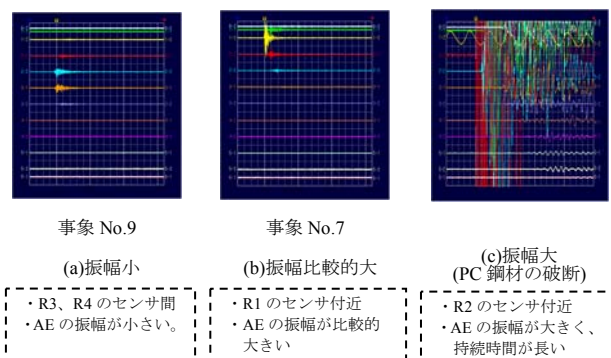 事象 No.9
(a)振幅小
・R3、R4 のセンサ間
・AE の振幅が小さい。
事象 No.7
(b)振幅比較的大
・R1 のセンサ付近
・AE の振幅が比較的
大きい
(c)振幅大
(PC 鋼材の破断)
・R2 のセンサ付近
・AE の振幅が大きく、
持続時間が長い